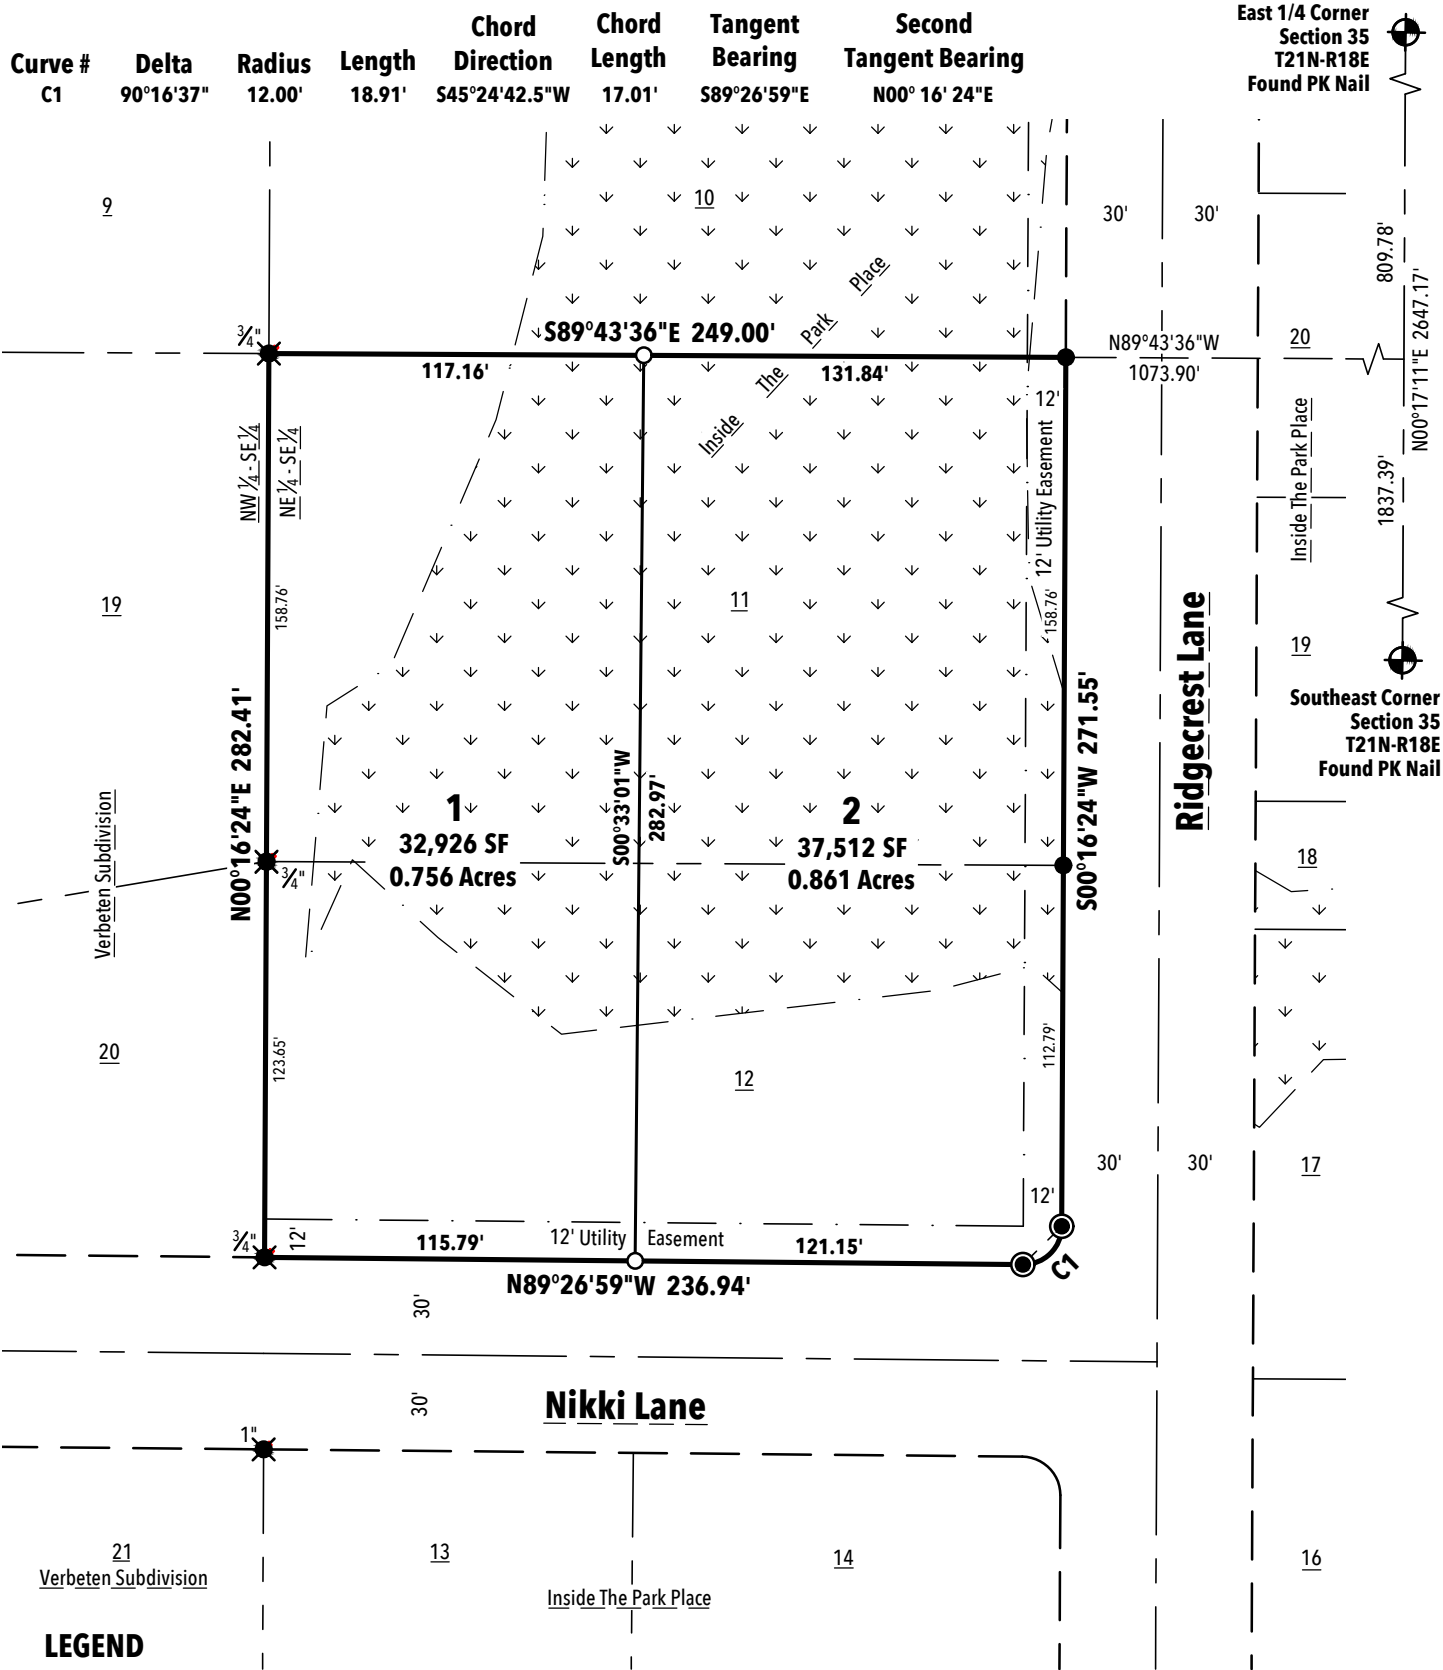 East 1/4 Corner
Section 35
T21N-R18E
Found PK Nail
Curve # Delta Radius Length Chord Direction Chord Length Tangent Bearing Second Tangent Bearing
C1 90°16'37" 12.00' 18.91' S45°24'42.5"W 17.01' S89°26'59"E N00° 16' 24"E
9
10
30' 30'
809.78'
N00°17'11"E 2647.17'
1837.39'
Inside The Park Place
3/4"
S89°43'36"E 249.00'
117.16'
131.84'
N89°43'36"W
1073.90'
20
12'
12' Utility Easement
NW 1/4 - SE 1/4
NE 1/4 - SE 1/4
Inside The Park Place
19
158.76'
11
158.76'
19
Ridgecrest Lane
Southeast Corner
Section 35
T21N-R18E
Found PK Nail
N00°16'24"E 282.41'
S00°33'01"W
282.97'
S00°16'24"W 271.55'
Verbeten Subdivision
1
32,926 SF
0.756 Acres
2
37,512 SF
0.861 Acres
18
3/4"
20
123.65'
112.79'
12
30' 30'
17
12'
3/4"
12'
115.79'
12' Utility Easement
121.15'
C1
N89°26'59"W 236.94'
30'
30'
Nikki Lane
1"
21
Verbeten Subdivision
13
14
16
Inside The Park Place
LEGEND